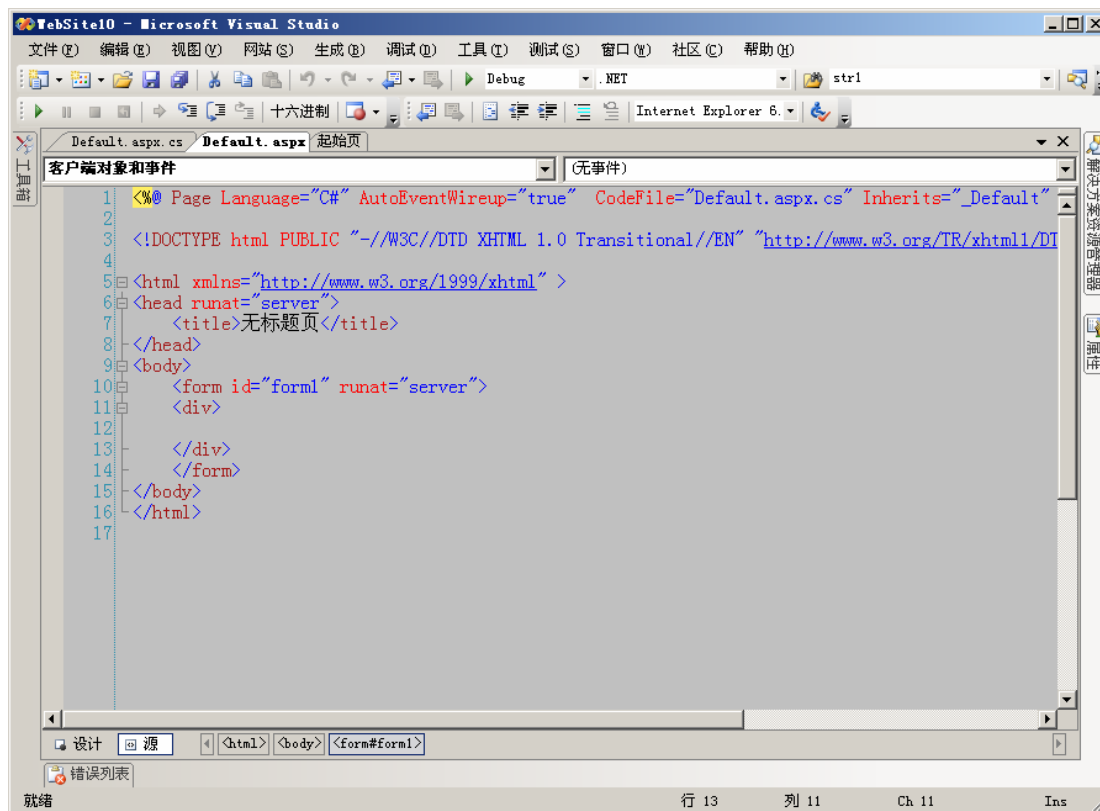 WebSite10 - Microsoft Visual Studio
文件(F) 编辑(E) 视图(V) 网站(S) 生成(B) 调试(D) 工具(T) 测试(S) 窗口(W) 社区(C) 帮助(H)
Debug .NET str1
十六进制 Internet Explorer 6.
工具箱
Default.aspx.cs Default.aspx 起始页
客户端对象和事件 (无事件)
1 <%@ Page Language="C#" AutoEventWireup="true"  CodeFile="Default.aspx.cs" Inherits="_Default"
2
3 <!DOCTYPE html PUBLIC "-//W3C//DTD XHTML 1.0 Transitional//EN" "http://www.w3.org/TR/xhtml1/DT
4
5 <html xmlns="http://www.w3.org/1999/xhtml" >
6 <head runat="server">
7     <title>无标题页</title>
8 </head>
9 <body>
10     <form id="form1" runat="server">
11     <div>
12
13     </div>
14     </form>
15 </body>
16 </html>
17
解决方案资源管理器
属性
设计 源 <html> <body> <form#form1>
错误列表
就绪 行 13 列 11 Ch 11 Ins